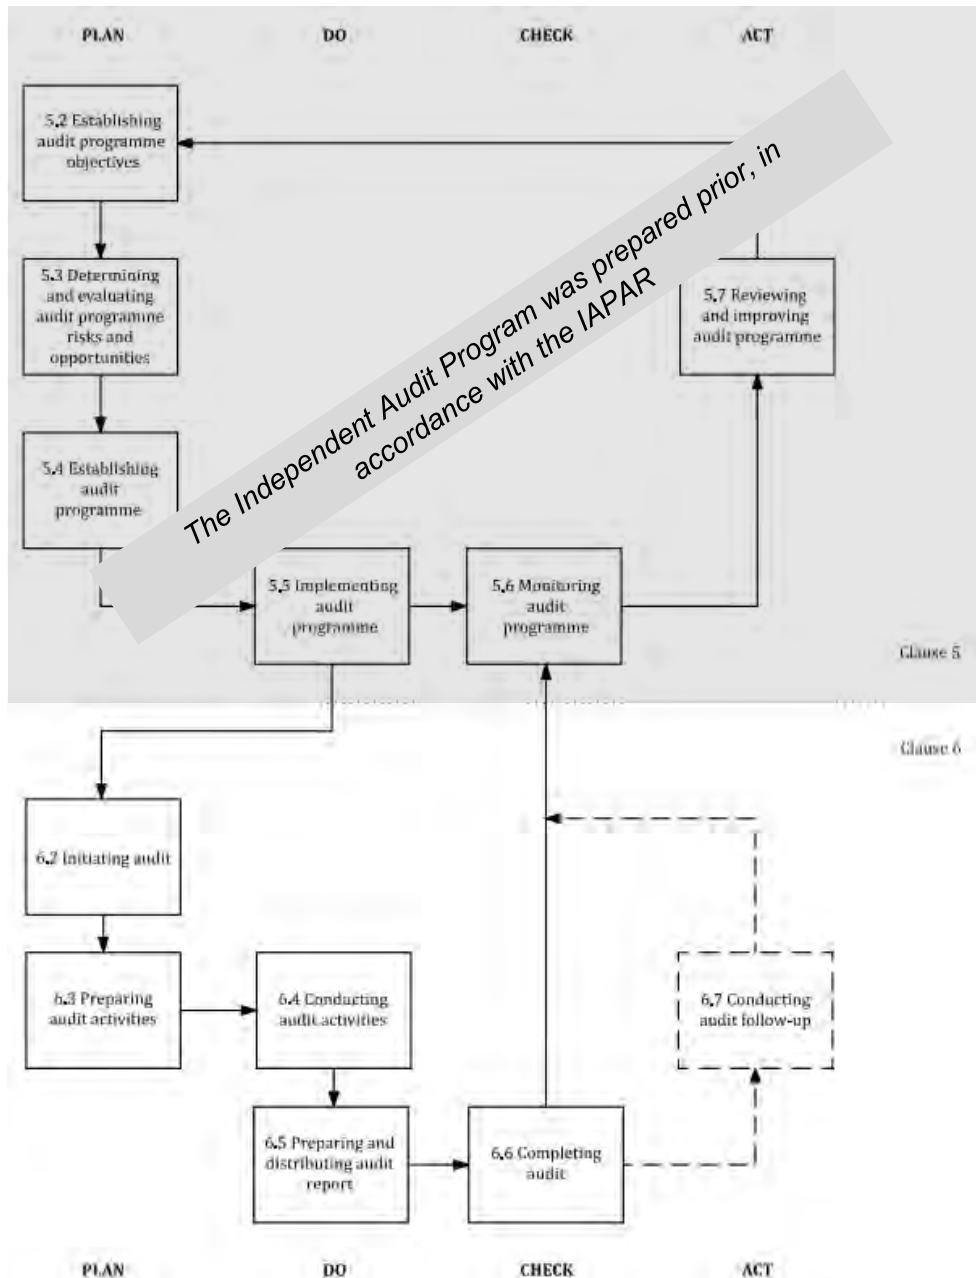 PLAN DO CHECK ACT
5.2 Establishing
audit programme
objectives
5.3 Determining
and evaluating
audit programme
risks and
opportunities
5.4 Establishing
audit
programme
The Independent Audit Program was prepared prior, in
accordance with the IAPAR
5.7 Reviewing
and improving
audit programme
5.5 Implementing
audit
programme
5.6 Monitoring
audit
programme
Clause 5
Clause 6
6.2 Initiating audit
6.3 Preparing
audit activities
6.4 Conducting
audit activities
6.7 Conducting
audit follow-up
6.5 Preparing and
distributing audit
report
6.6 Completing
audit
PLAN DO CHECK ACT